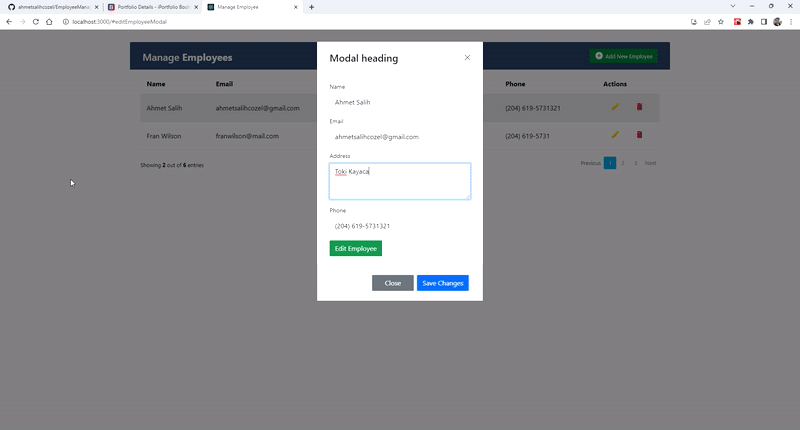 ahmetsalihcozel/EmployeeMana
Portfolio Details - iPortfolio Boot
Manage Employee
localhost:3000/#editEmployeeModal
Manage Employees
Add New Employee
Modal heading
Name Email Phone Actions
Ahmet Salih ahmetsalihcozel@gmail.com (204) 619-5731321
Fran Wilson franwilson@mail.com (204) 619-5731
Showing 2 out of 6 entries
Previous 1 2 3 Next
Name
Ahmet Salih
Email
ahmetsalihcozel@gmail.com
Address
Toki Kayaca
Phone
(204) 619-5731321
Edit Employee
Close Save Changes